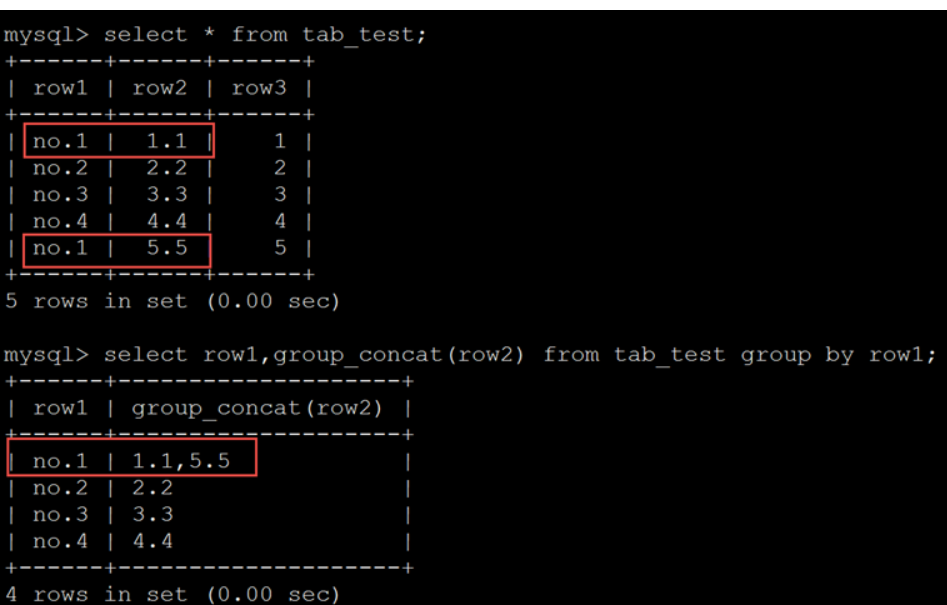 mysql> select * from tab_test;
+------+------+------+
| row1 | row2 | row3 |
+------+------+------+
| no.1 |  1.1 |    1 |
| no.2 |  2.2 |    2 |
| no.3 |  3.3 |    3 |
| no.4 |  4.4 |    4 |
| no.1 |  5.5 |    5 |
+------+------+------+
5 rows in set (0.00 sec)
mysql> select row1,group_concat(row2) from tab_test group by row1;
+------+--------------------+
| row1 | group_concat(row2) |
+------+--------------------+
| no.1 | 1.1,5.5            |
| no.2 | 2.2                |
| no.3 | 3.3                |
| no.4 | 4.4                |
+------+--------------------+
4 rows in set (0.00 sec)